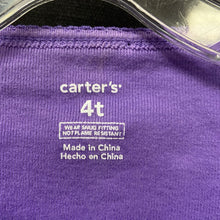 carter's
4t
WEAR SNUG FITTING
NOT FLAME RESISTANT
Made in China
Hecho en China